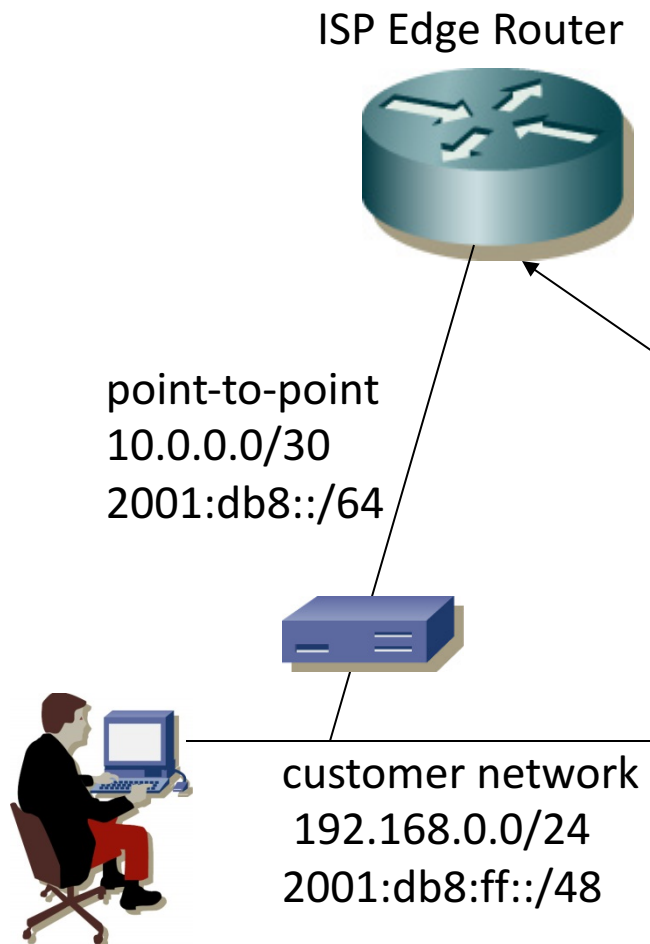 ISP Edge Router
point-to-point
10.0.0.0/30
2001:db8::/64
customer network
192.168.0.0/24
2001:db8:ff::/48